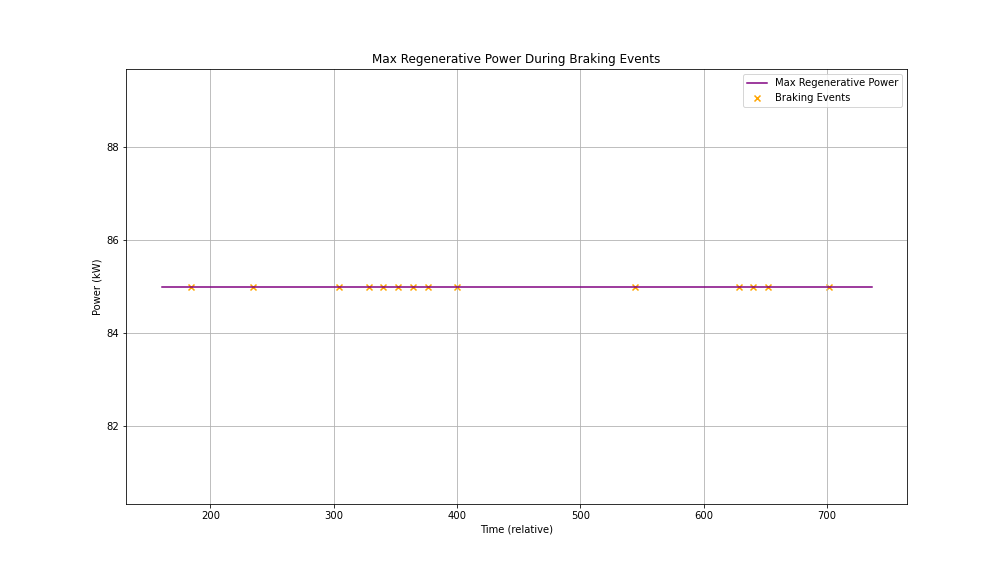 Max Regenerative Power During Braking Events
Max Regenerative Power
Braking Events
88
86
84
82
Power (kW)
200 300 400 500 600 700
Time (relative)